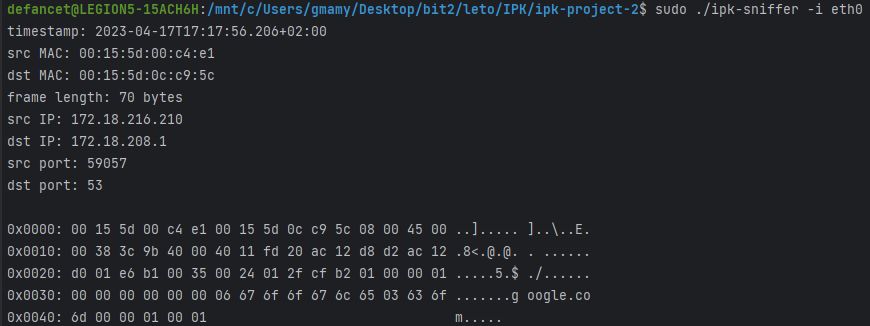 defancet@LEGION5-15ACH6H:/mnt/c/Users/gmamy/Desktop/bit2/leto/IPK/ipk-project-2$ sudo ./ipk-sniffer -i eth0
timestamp: 2023-04-17T17:17:56.206+02:00
src MAC: 00:15:5d:00:c4:e1
dst MAC: 00:15:5d:0c:c9:5c
frame length: 70 bytes
src IP: 172.18.216.210
dst IP: 172.18.208.1
src port: 59057
dst port: 53

0x0000: 00 15 5d 00 c4 e1 00 15 5d 0c c9 5c 08 00 45 00 ..]..... ]..\..E.
0x0010: 00 38 3c 9b 40 00 40 11 fd 20 ac 12 d8 d2 ac 12 .8<.@.@. . ......
0x0020: d0 01 e6 b1 00 35 00 24 01 2f cf b2 01 00 00 01 .....5.$ ./......
0x0030: 00 00 00 00 00 00 06 67 6f 6f 67 6c 65 03 63 6f .......g oogle.co
0x0040: 6d 00 00 01 00 01                               m.....